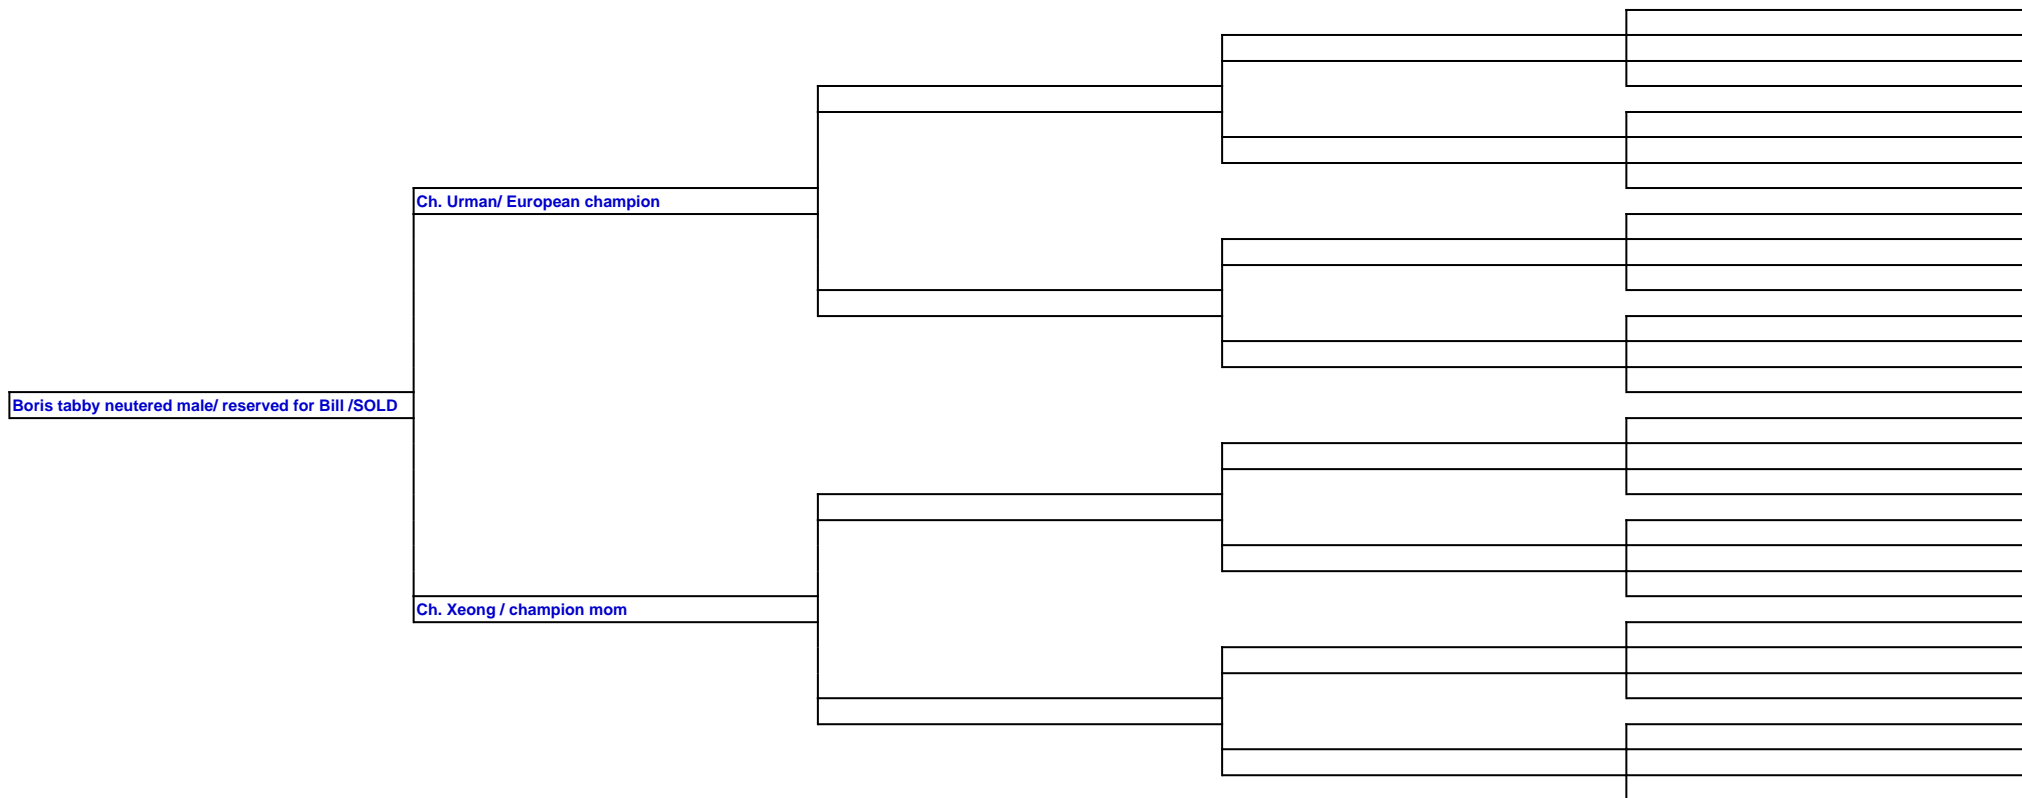 Ch. Urman/ European champion
Boris tabby neutered male/ reserved for Bill /SOLD
Ch. Xeong / champion mom